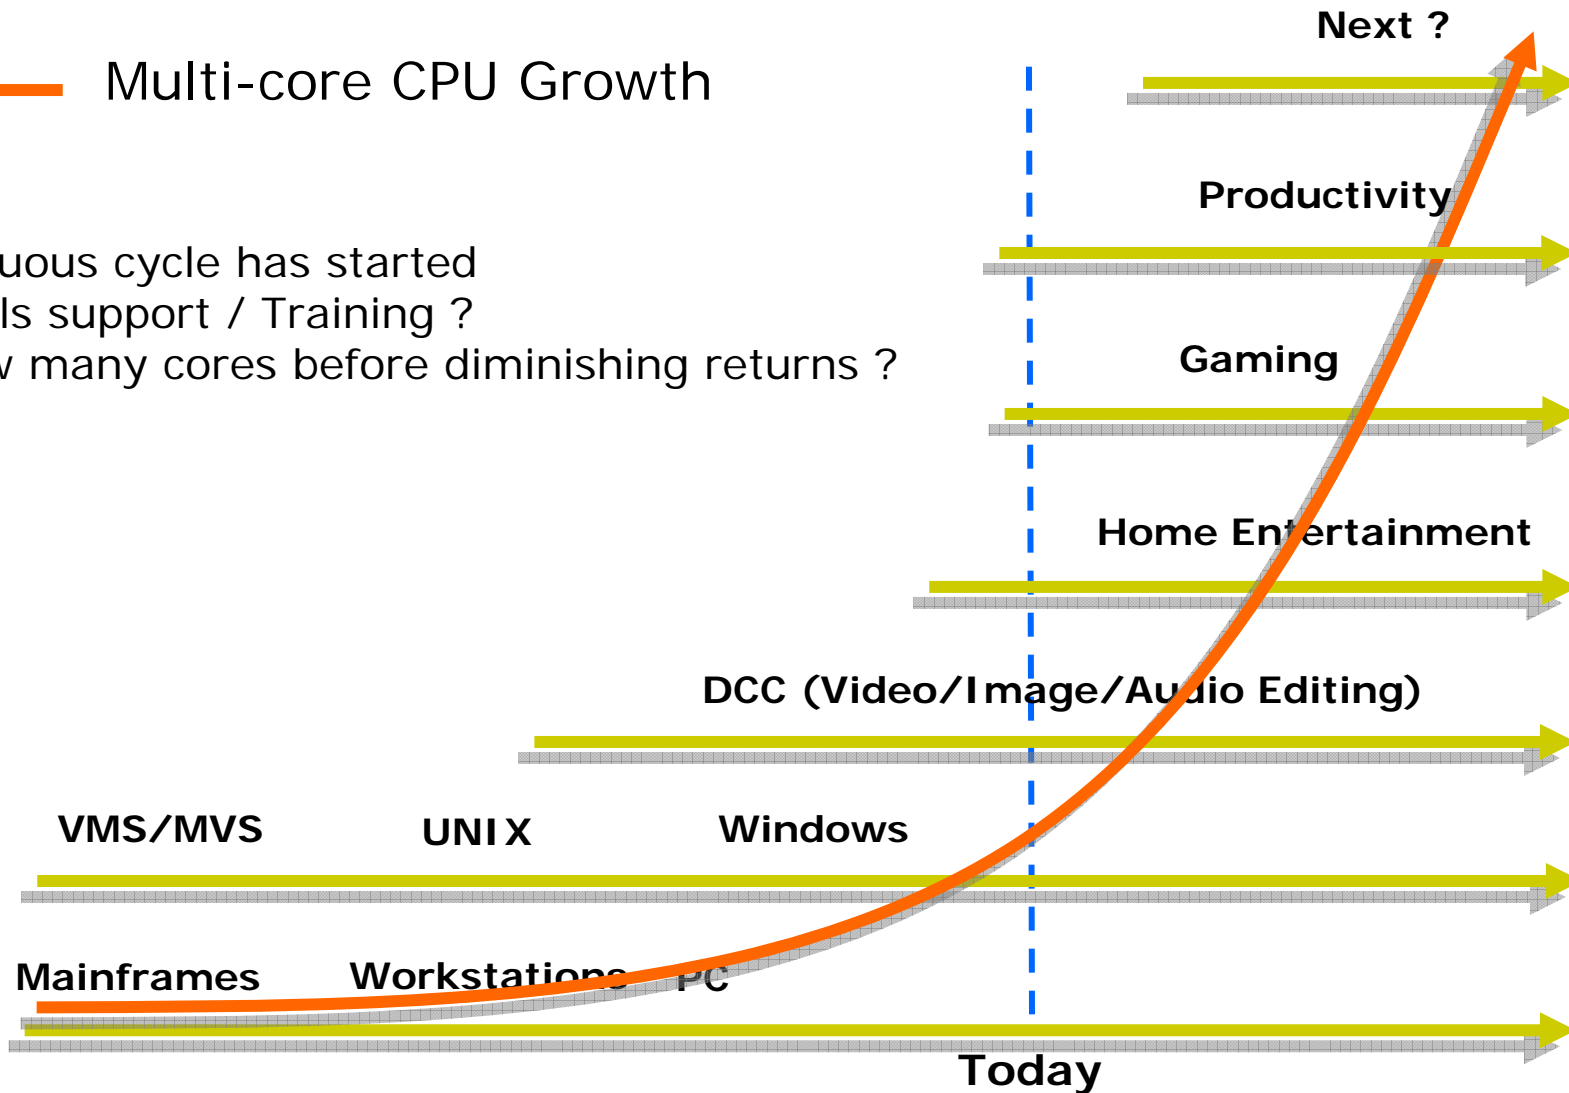 Next ?
Multi-core CPU Growth
Productivity
uous cycle has started
ls support / Training ?
w many cores before diminishing returns ?
Gaming
Home Entertainment
DCC (Video/Image/Audio Editing)
VMS/MVS UNIX Windows
Mainframes Workstations PC
Today